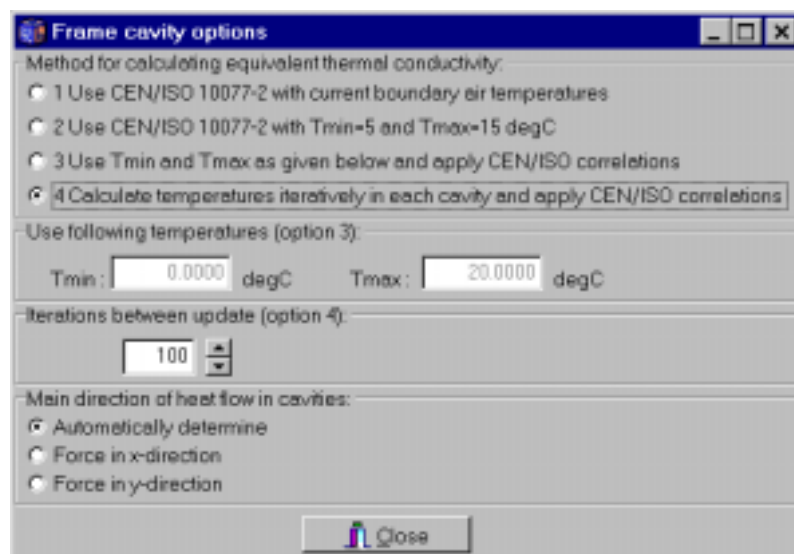 Frame cavity options
Method for calculating equivalent thermal conductivity:
1 Use CEN/ISO 10077-2 with current boundary air temperatures
2 Use CEN/ISO 10077-2 with Tmin=5 and Tmax=15 degC
3 Use Tmin and Tmax as given below and apply CEN/ISO correlations
4 Calculate temperatures iteratively in each cavity and apply CEN/ISO correlations
Use following temperatures (option 3):
Tmin : 0.0000 degC Tmax : 20.0000 degC
Iterations between update (option 4):
100
Main direction of heat flow in cavities:
Automatically determine
Force in x-direction
Force in y-direction
Close